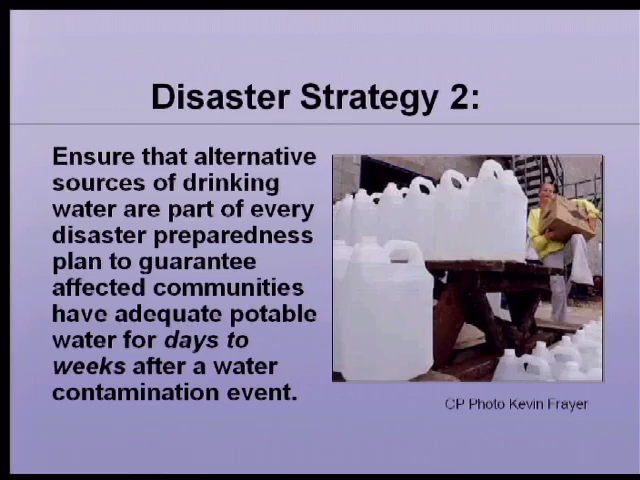 Disaster Strategy 2:
Ensure that alternative
sources of drinking
water are part of every
disaster preparedness
plan to guarantee
affected communities
have adequate potable
water for days to
weeks after a water
contamination event.
CP Photo Kevin Frayer